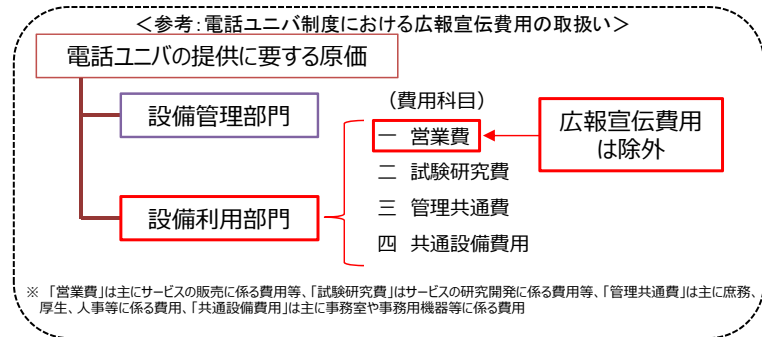 ＜参考：電話ユニバ制度における広報宣伝費用の取扱い＞
電話ユニバの提供に要する原価
設備管理部門
（費用科目）
一 営業費
広報宣伝費用
は除外
二 試験研究費
設備利用部門
三 管理共通費
四 共通設備費用
※ 「営業費」は主にサービスの販売に係る費用等、「試験研究費」はサービスの研究開発に係る費用等、「管理共通費」は主に庶務、
厚生、人事等に係る費用、「共通設備費用」は主に事務室や事務用機器等に係る費用